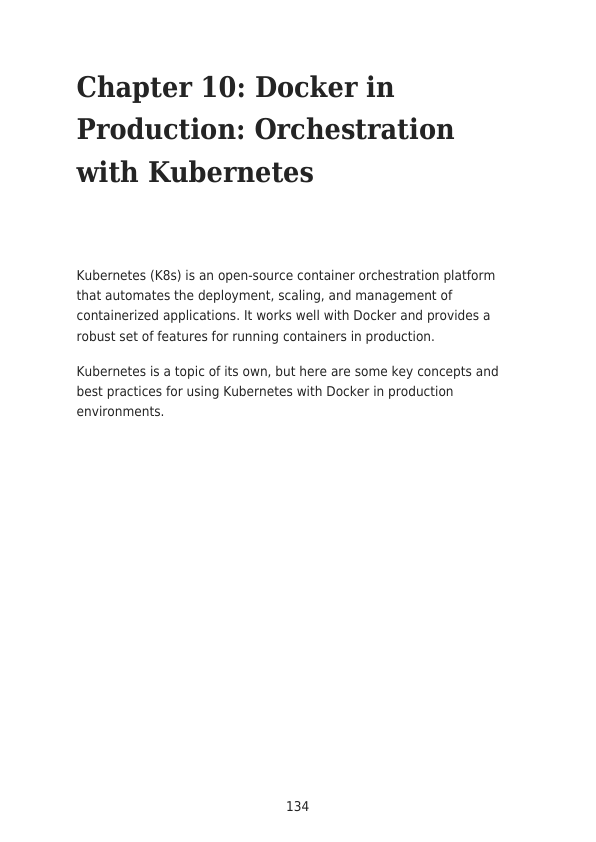 Chapter 10: Docker in
Production: Orchestration
with Kubernetes
Kubernetes (K8s) is an open-source container orchestration platform
that automates the deployment, scaling, and management of
containerized applications. It works well with Docker and provides a
robust set of features for running containers in production.
Kubernetes is a topic of its own, but here are some key concepts and
best practices for using Kubernetes with Docker in production
environments.
134